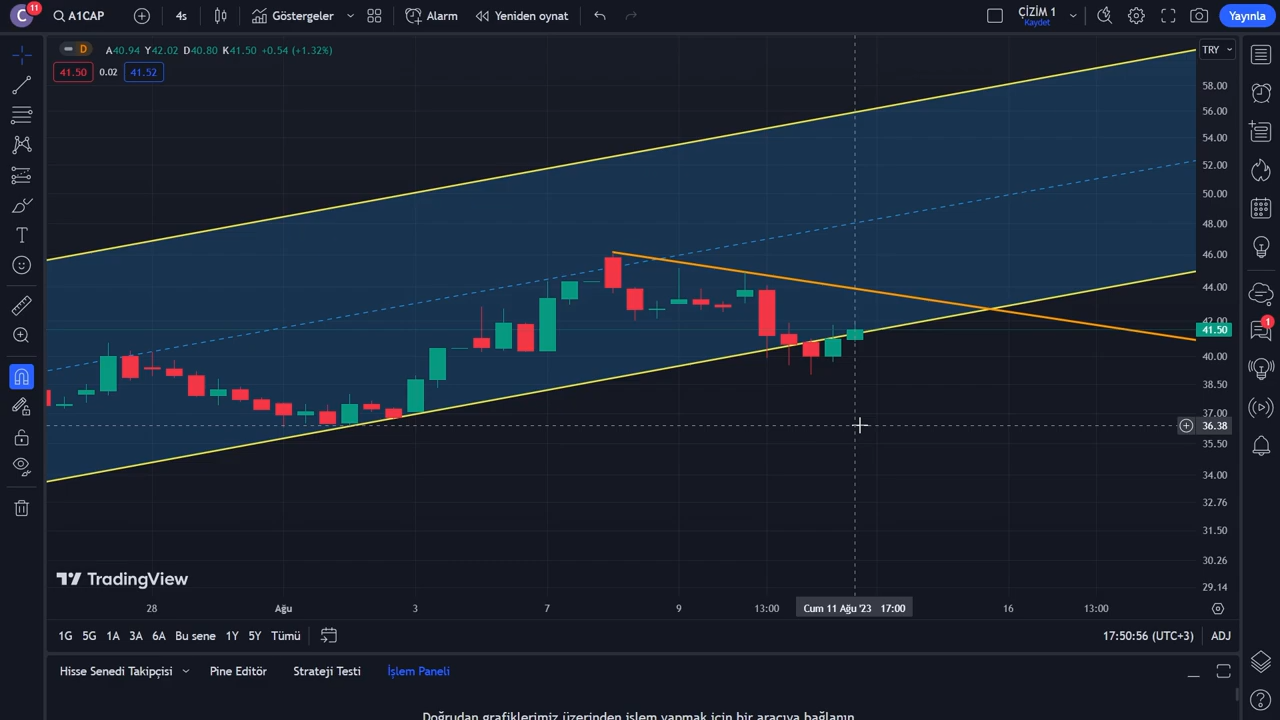 C 11 A1CAP 4s Göstergeler Alarm Yeniden oynat ÇİZİM 1 Kaydet Yayınla
D A40.94 Y42.02 D40.80 K41.50 +0.54 (+1.32%)
TRY
41.50 0.02 41.52
58.00
56.00
54.00
52.00
50.00
48.00
46.00
44.00
42.00
41.50
1
40.00
38.50
37.00
36.38
35.50
34.00
32.76
31.50
30.26
29.14
TradingView
28 Ağu 3 7 9 13:00 Cum 11 Ağu '23 17:00 16 13:00
1G 5G 1A 3A 6A Bu sene 1Y 5Y Tümü 17:50:56 (UTC+3) ADJ
Hisse Senedi Takipçisi Pine Editör Strateji Testi İşlem Paneli
Doğrudan grafiklerimiz üzerinden işlem yapmak için bir aracıya bağlanın